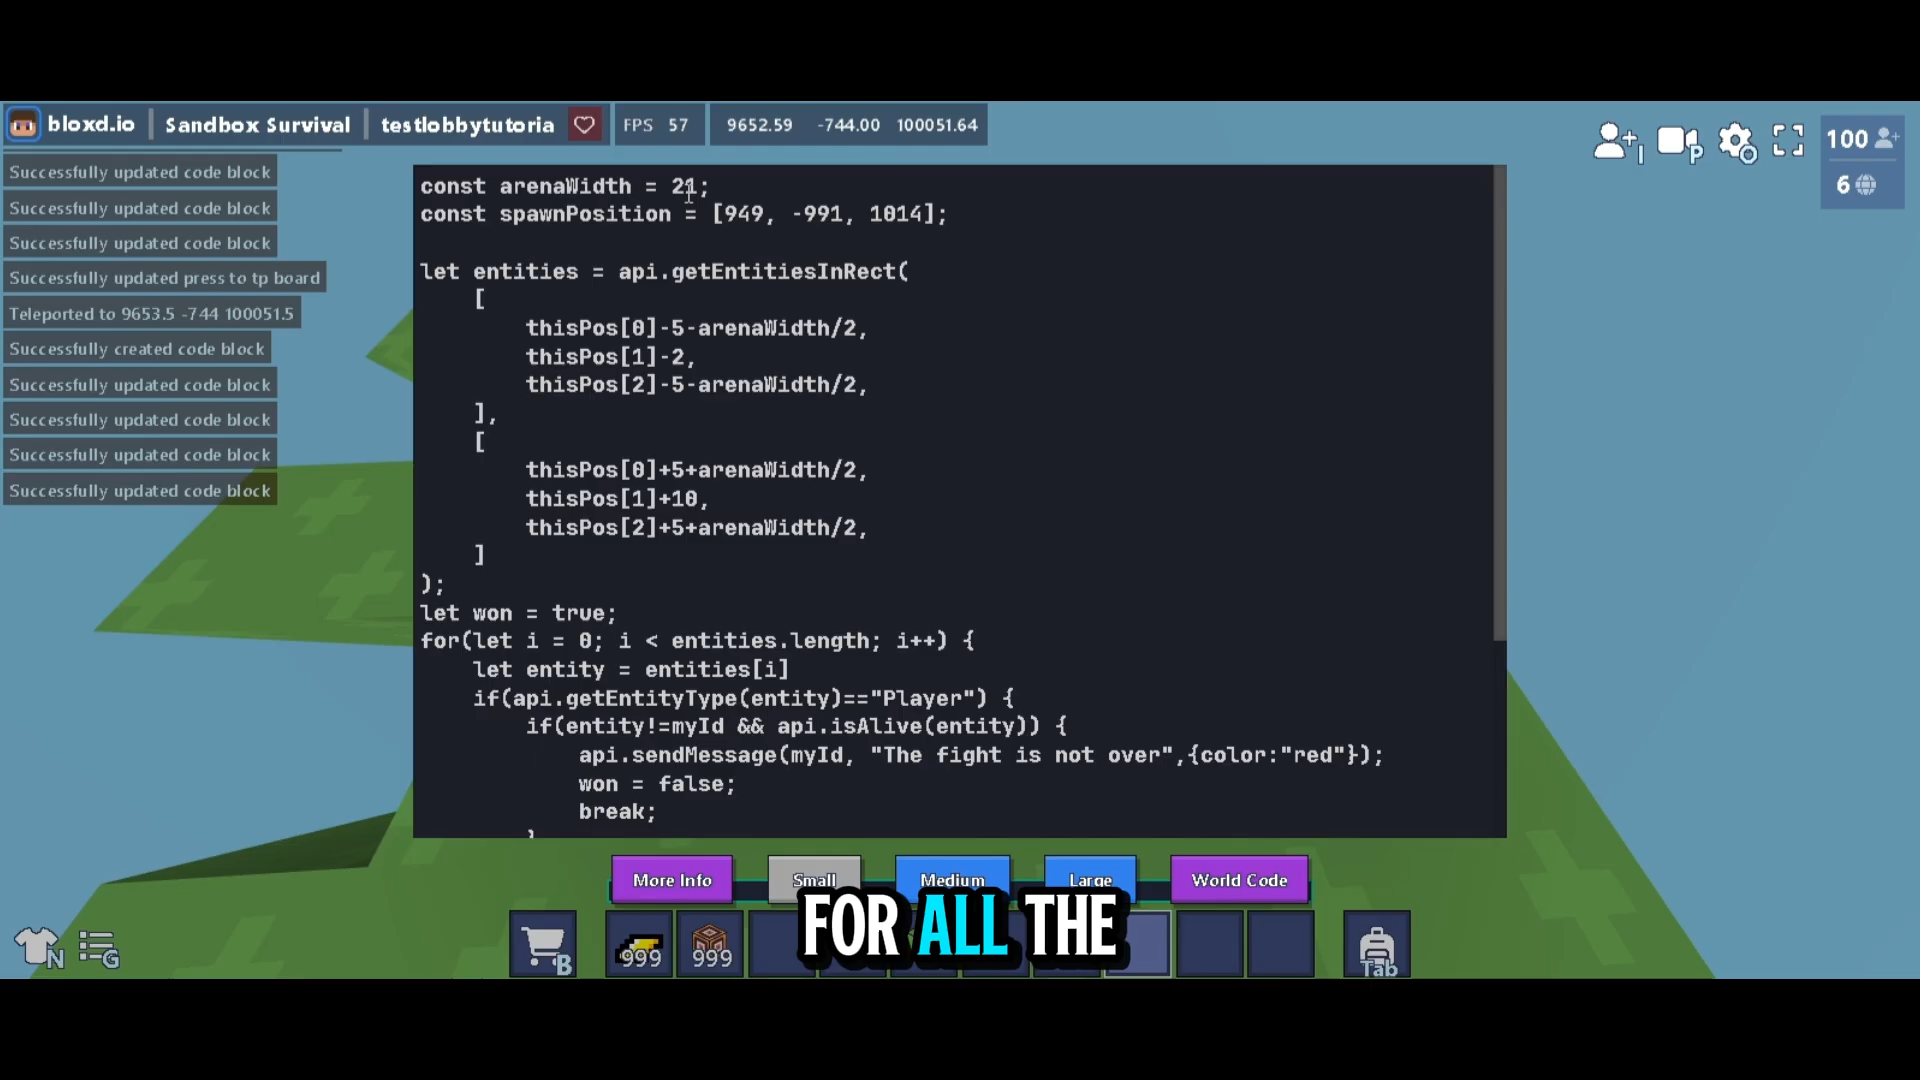 bloxd.io | Sandbox Survival | testlobbytutoria
FPS 57
9652.59 -744.00 100051.64
I
P
O
100
6
Successfully updated code block
Successfully updated code block
Successfully updated code block
Successfully updated press to tp board
Teleported to 9653.5 -744 100051.5
Successfully created code block
Successfully updated code block
Successfully updated code block
Successfully updated code block
Successfully updated code block
const arenaWidth = 21;
const spawnPosition = [949, -991, 1014];
let entities = api.getEntitiesInRect(
[
thisPos[0]-5-arenaWidth/2,
thisPos[1]-2,
thisPos[2]-5-arenaWidth/2,
],
[
thisPos[0]+5+arenaWidth/2,
thisPos[1]+10,
thisPos[2]+5+arenaWidth/2,
]
);
let won = true;
for(let i = 0; i < entities.length; i++) {
let entity = entities[i]
if(api.getEntityType(entity)=="Player") {
if(entity!=myId && api.isAlive(entity)) {
api.sendMessage(myId, "The fight is not over",{color:"red"});
won = false;
break;
}
More Info
Small
Medium
Large
World Code
FOR ALL THE
N
G
B
999
999
Tab